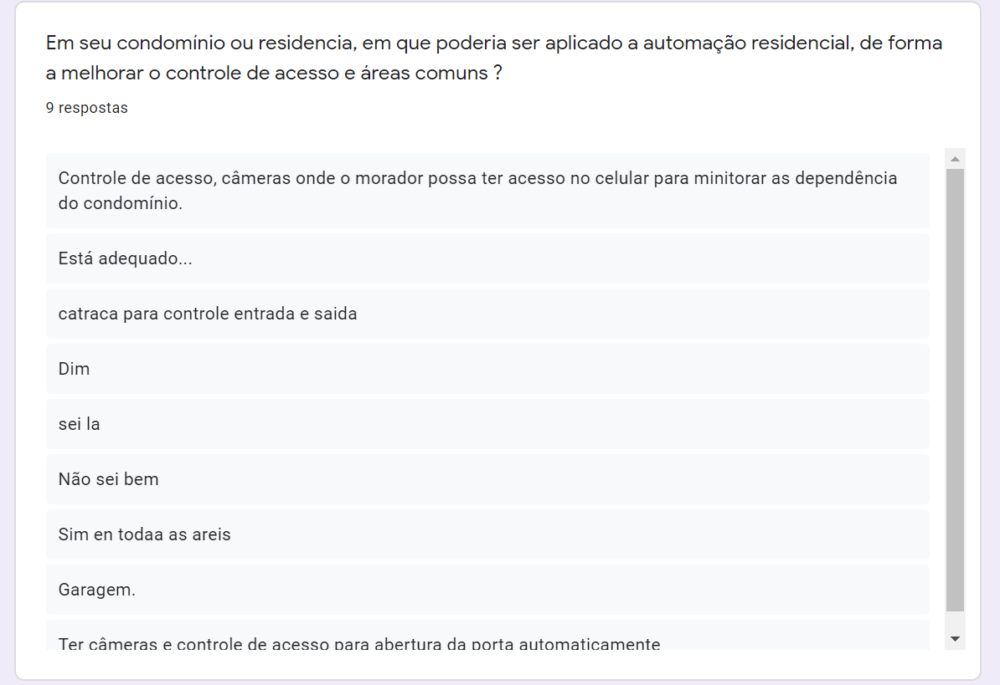 Em seu condomínio ou residencia, em que poderia ser aplicado a automação residencial, de forma
a melhorar o controle de acesso e áreas comuns ?
9 respostas
Controle de acesso, câmeras onde o morador possa ter acesso no celular para minitorar as dependência
do condomínio.
Está adequado...
catraca para controle entrada e saida
Dim
sei la
Não sei bem
Sim en todaa as areis
Garagem.
Ter câmeras e controle de acesso para abertura da porta automaticamente